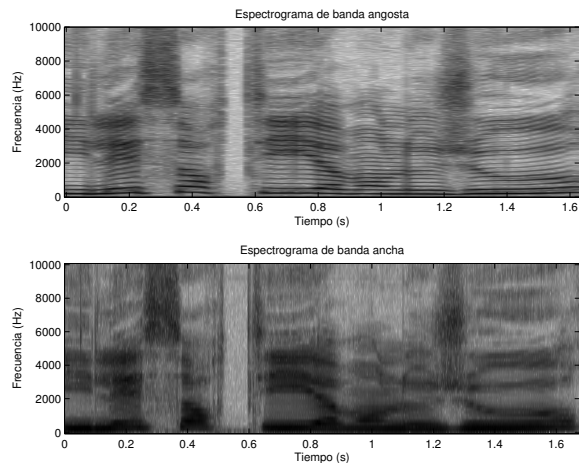 Espectrograma de banda angosta
10000
8000
6000
4000
2000
0
Frecuencia (Hz)
0 0.2 0.4 0.6 0.8 1 1.2 1.4 1.6
Tiempo (s)
Espectrograma de banda ancha
10000
8000
6000
4000
2000
0
Frecuencia (Hz)
0 0.2 0.4 0.6 0.8 1 1.2 1.4 1.6
Tiempo (s)